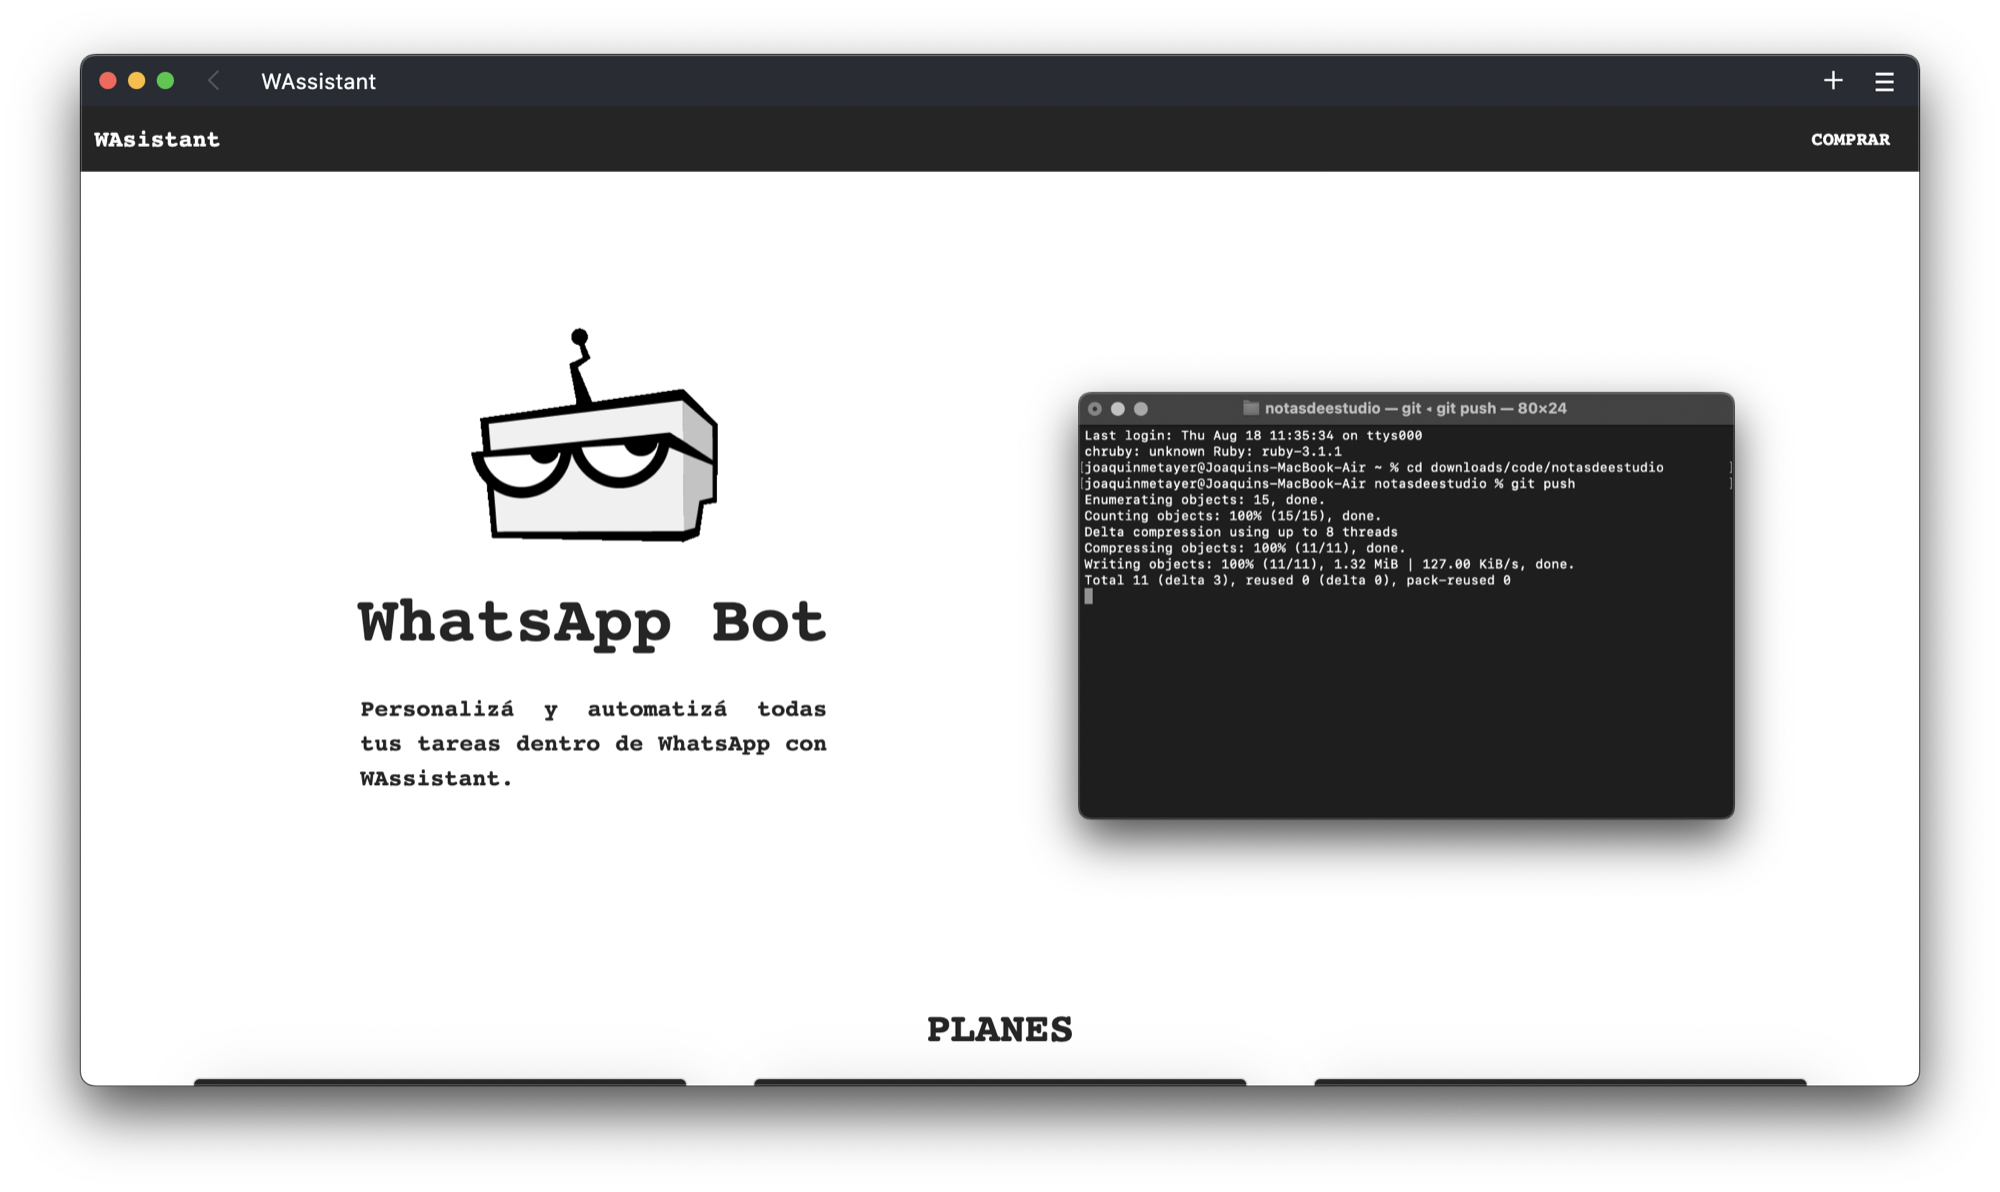 WAssistant
WAsistant
COMPRAR
WhatsApp Bot
Personalizá y automatizá todas
tus tareas dentro de WhatsApp con
WAssistant.
notasdeestudio — git ◂ git push — 80×24
Last login: Thu Aug 18 11:35:34 on ttys000
chruby: unknown Ruby: ruby-3.1.1
[joaquinmetayer@Joaquins-MacBook-Air ~ % cd downloads/code/notasdeestudio ]
[joaquinmetayer@Joaquins-MacBook-Air notasdeestudio % git push ]
Enumerating objects: 15, done.
Counting objects: 100% (15/15), done.
Delta compression using up to 8 threads
Compressing objects: 100% (11/11), done.
Writing objects: 100% (11/11), 1.32 MiB | 127.00 KiB/s, done.
Total 11 (delta 3), reused 0 (delta 0), pack-reused 0
PLANES